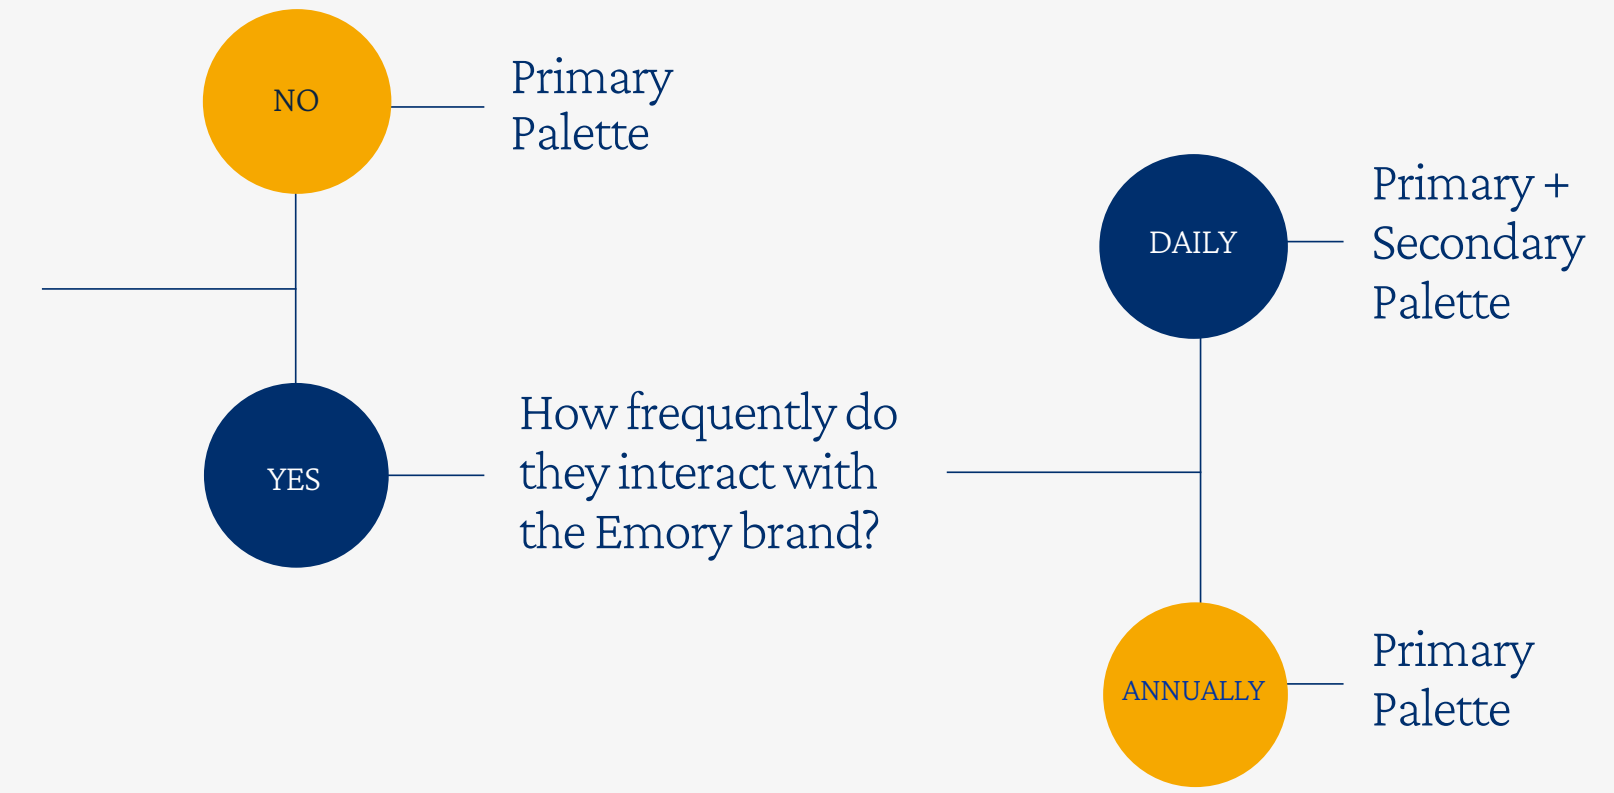 NO
Primary
Palette
YES
How frequently do
they interact with
the Emory brand?
DAILY
Primary +
Secondary
Palette
ANNUALLY
Primary
Palette